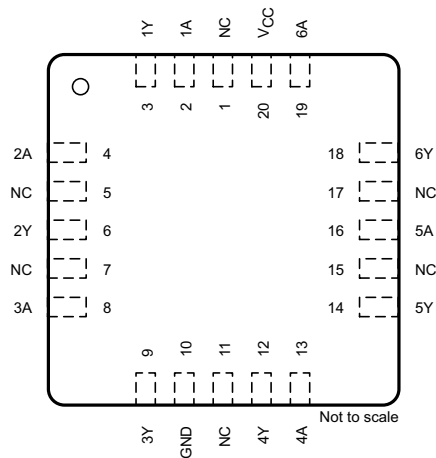 1Y 1A NC VCC 6A
3 2 1 20 19
2A 4 18 6Y
NC 5 17 NC
2Y 6 16 5A
NC 7 15 NC
3A 8 14 5Y
9 10 11 12 13
3Y GND NC 4Y 4A
Not to scale